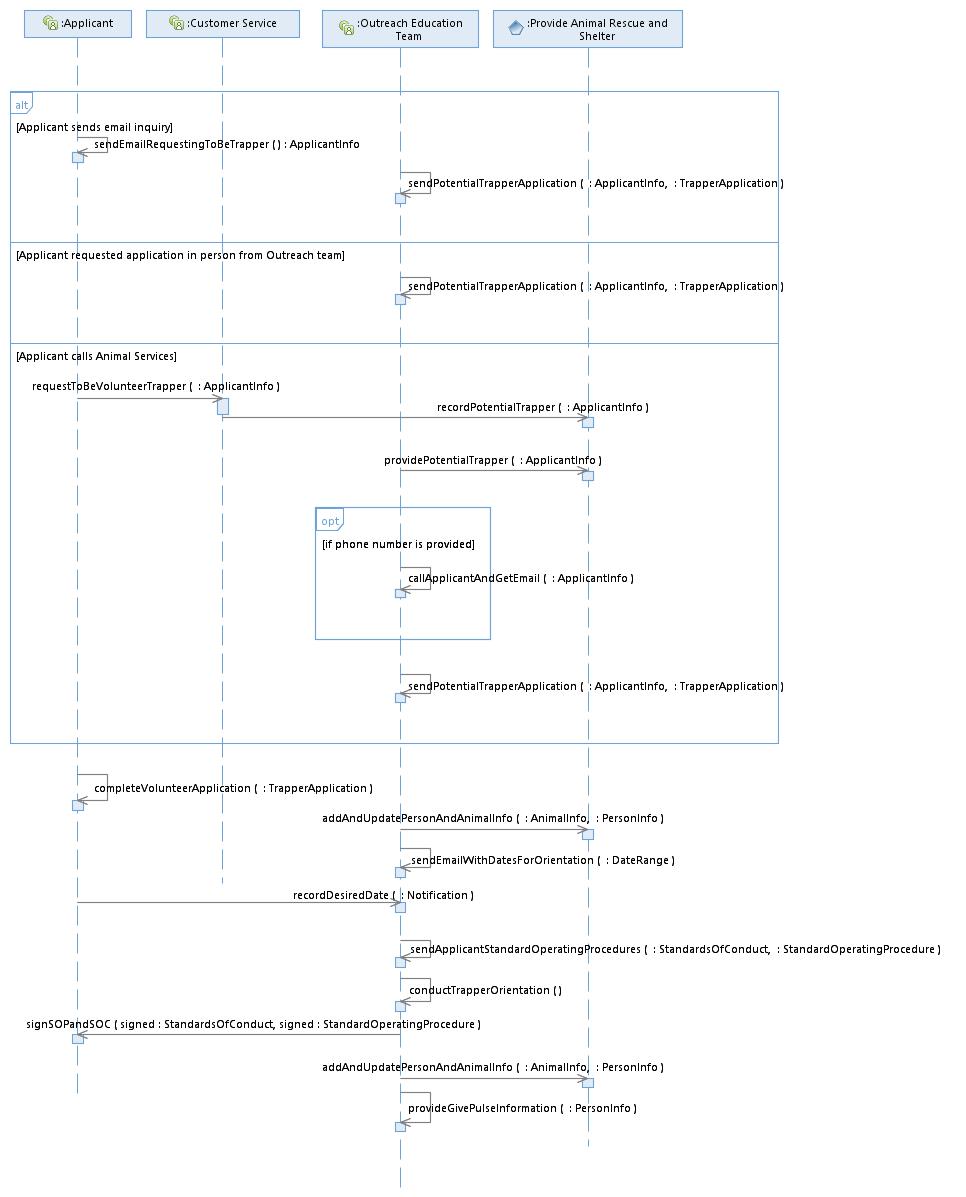 :Applicant
:Customer Service
:Outreach Education
Team
:Provide Animal Rescue and
Shelter
alt
[Applicant sends email inquiry]
sendEmailRequestingToBeTrapper ( ) : ApplicantInfo
sendPotentialTrapperApplication ( : ApplicantInfo, : TrapperApplication )
[Applicant requested application in person from Outreach team]
sendPotentialTrapperApplication ( : ApplicantInfo, : TrapperApplication )
[Applicant calls Animal Services]
requestToBeVolunteerTrapper ( : ApplicantInfo )
recordPotentialTrapper ( : ApplicantInfo )
providePotentialTrapper ( : ApplicantInfo )
opt
[if phone number is provided]
callApplicantAndGetEmail ( : ApplicantInfo )
sendPotentialTrapperApplication ( : ApplicantInfo, : TrapperApplication )
completeVolunteerApplication ( : TrapperApplication )
addAndUpdatePersonAndAnimalInfo ( : AnimalInfo, : PersonInfo )
sendEmailWithDatesForOrientation ( : DateRange )
recordDesiredDate ( : Notification )
sendApplicantStandardOperatingProcedures ( : StandardsOfConduct, : StandardOperatingProcedure )
conductTrapperOrientation ( )
signSOPandSOC ( signed : StandardsOfConduct, signed : StandardOperatingProcedure )
addAndUpdatePersonAndAnimalInfo ( : AnimalInfo, : PersonInfo )
provideGivePulseInformation ( : PersonInfo )